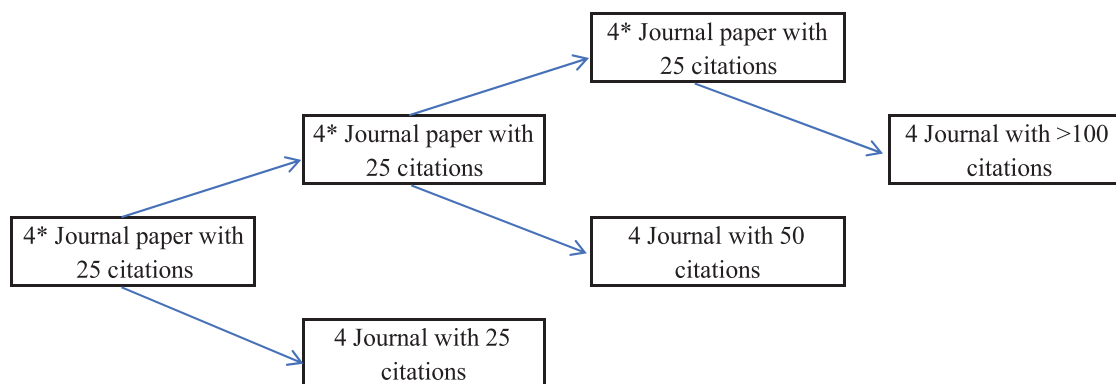 4* Journal paper with
25 citations
4* Journal paper with
25 citations
4 Journal with >100
citations
4* Journal paper with
25 citations
4 Journal with 50
citations
4 Journal with 25
citations